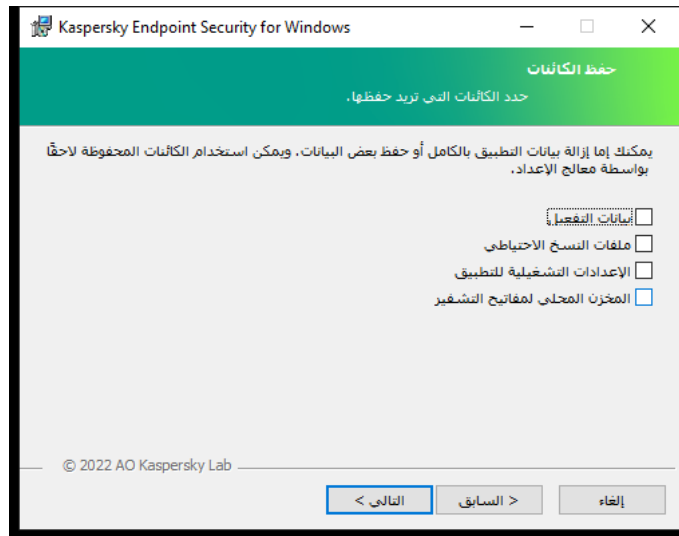 Kaspersky Endpoint Security for Windows
حفظ الكائنات
حدد الكائنات التي تريد حفظها.
يمكنك إما إزالة بيانات التطبيق بالكامل أو حفظ بعض البيانات. ويمكن استخدام الكائنات المحفوظة لاحقًا
بواسطة معالج الإعداد.
بيانات التفعيل
ملفات النسخ الاحتياطي
الإعدادات التشغيلية للتطبيق
المخزن المحلي لمفاتيح التشفير
© 2022 AO Kaspersky Lab
إلغاء
< السابق
التالي >